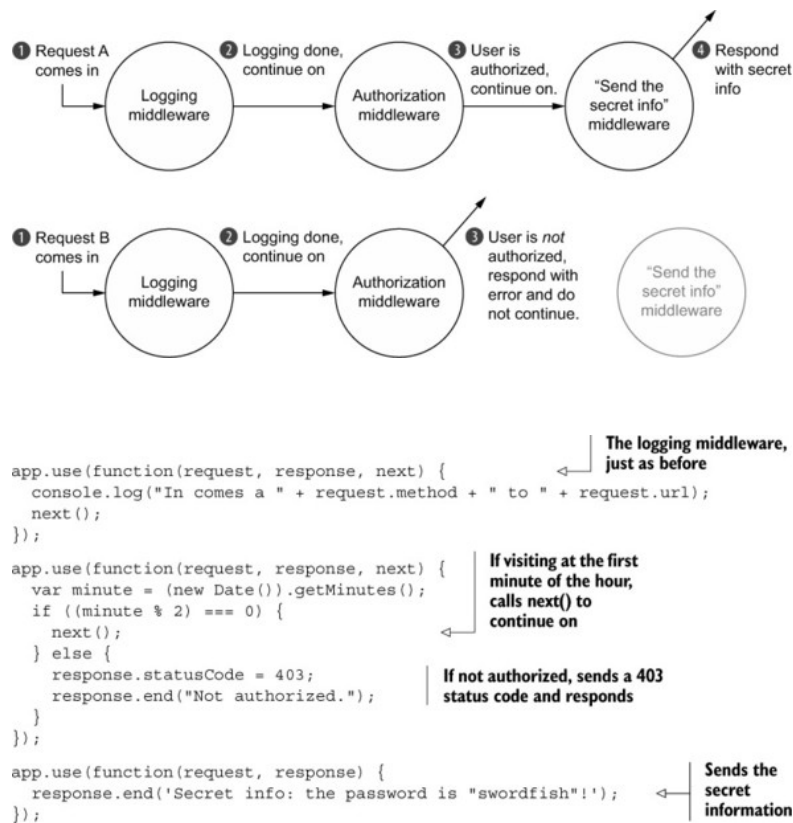 1 Request A
comes in
Logging
middleware
2 Logging done,
continue on
Authorization
middleware
3 User is
authorized,
continue on.
“Send the
secret info”
middleware
4 Respond
with secret
info
1 Request B
comes in
Logging
middleware
2 Logging done,
continue on
Authorization
middleware
3 User is not
authorized,
respond with
error and do
not continue.
“Send the
secret info”
middleware
The logging middleware,
just as before
app.use(function(request, response, next) {
  console.log("In comes a " + request.method + " to " + request.url);
  next();
});
app.use(function(request, response, next) {
  var minute = (new Date()).getMinutes();
  if ((minute % 2) === 0) {
    next();
  } else {
    response.statusCode = 403;
    response.end("Not authorized.");
  }
});
If visiting at the first
minute of the hour,
calls next() to
continue on
If not authorized, sends a 403
status code and responds
app.use(function(request, response) {
  response.end('Secret info: the password is "swordfish"!');
});
Sends the
secret
information